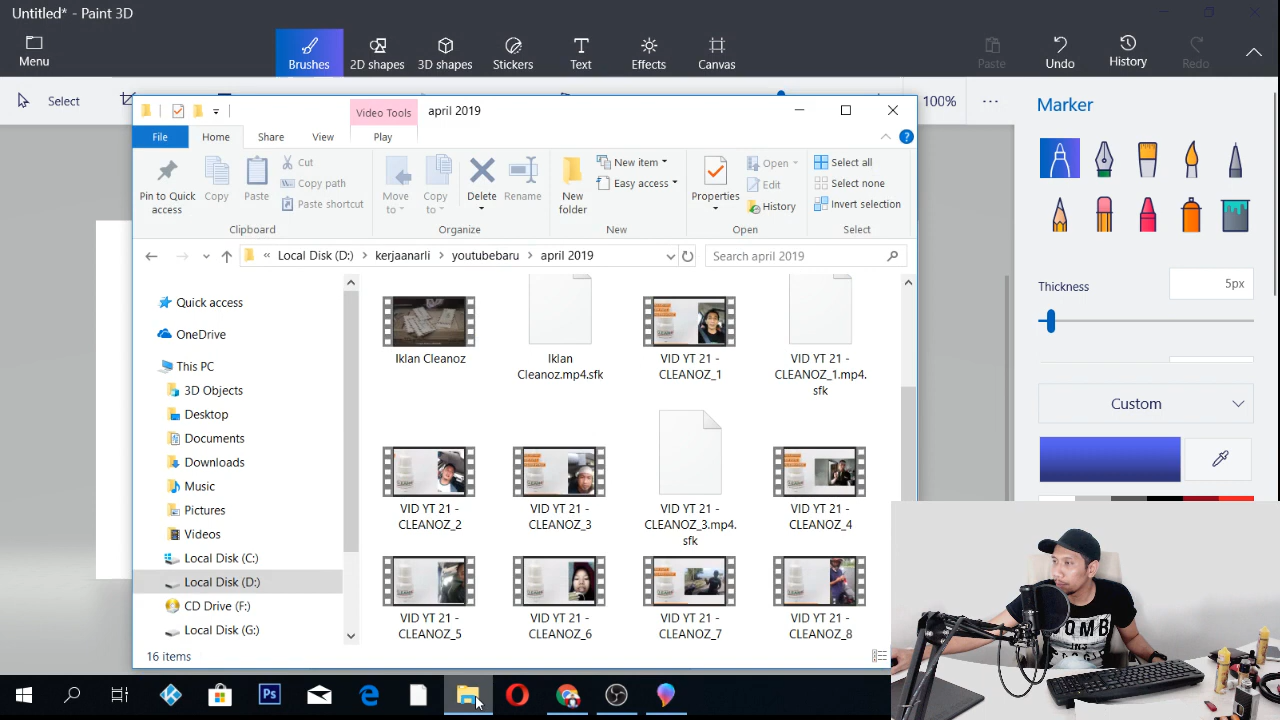 Untitled* - Paint 3D
Menu
Brushes
2D shapes
3D shapes
Stickers
Text
Effects
Canvas
Paste
Undo
History
Redo
Select
100%
Video Tools
april 2019
File
Home
Share
View
Play
Pin to Quick
access
Copy
Paste
Cut
Copy path
Paste shortcut
Clipboard
Move
to
Copy
to
Delete
Rename
Organize
New
folder
New item
Easy access
New
Properties
Open
Edit
History
Open
Select all
Select none
Invert selection
Select
« Local Disk (D:) > kerjaanarli > youtubebaru > april 2019
Search april 2019
Quick access
OneDrive
This PC
3D Objects
Desktop
Documents
Downloads
Music
Pictures
Videos
Local Disk (C:)
Local Disk (D:)
CD Drive (F:)
Local Disk (G:)
Iklan Cleanoz
Iklan
Cleanoz.mp4.sfk
VID YT 21 -
CLEANOZ_1
VID YT 21 -
CLEANOZ_1.mp4.
sfk
VID YT 21 -
CLEANOZ_2
VID YT 21 -
CLEANOZ_3
VID YT 21 -
CLEANOZ_3.mp4.
sfk
VID YT 21 -
CLEANOZ_4
VID YT 21 -
CLEANOZ_5
VID YT 21 -
CLEANOZ_6
VID YT 21 -
CLEANOZ_7
VID YT 21 -
CLEANOZ_8
16 items
Marker
Thickness
5px
Custom
Ps